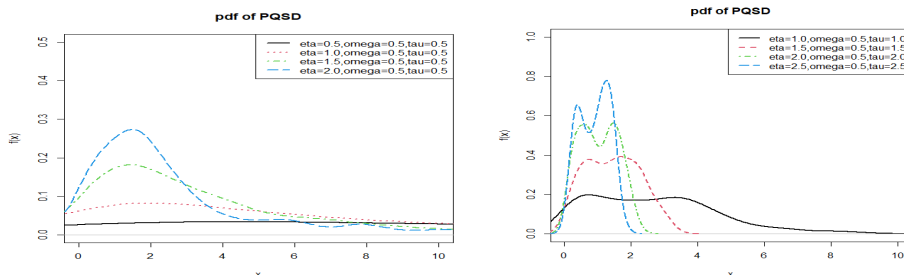 pdf of PQSD
eta=0.5,omega=0.5,tau=0.5
eta=1.0,omega=0.5,tau=0.5
eta=1.5,omega=0.5,tau=0.5
eta=2.0,omega=0.5,tau=0.5
f(x)
0.0 0.1 0.2 0.3 0.4 0.5
0 2 4 6 8 10
x
pdf of PQSD
eta=1.0,omega=0.5,tau=1.0
eta=1.5,omega=0.5,tau=1.5
eta=2.0,omega=0.5,tau=2.0
eta=2.5,omega=0.5,tau=2.5
f(x)
0.0 0.2 0.4 0.6 0.8 1.0
0 2 4 6 8 10
x